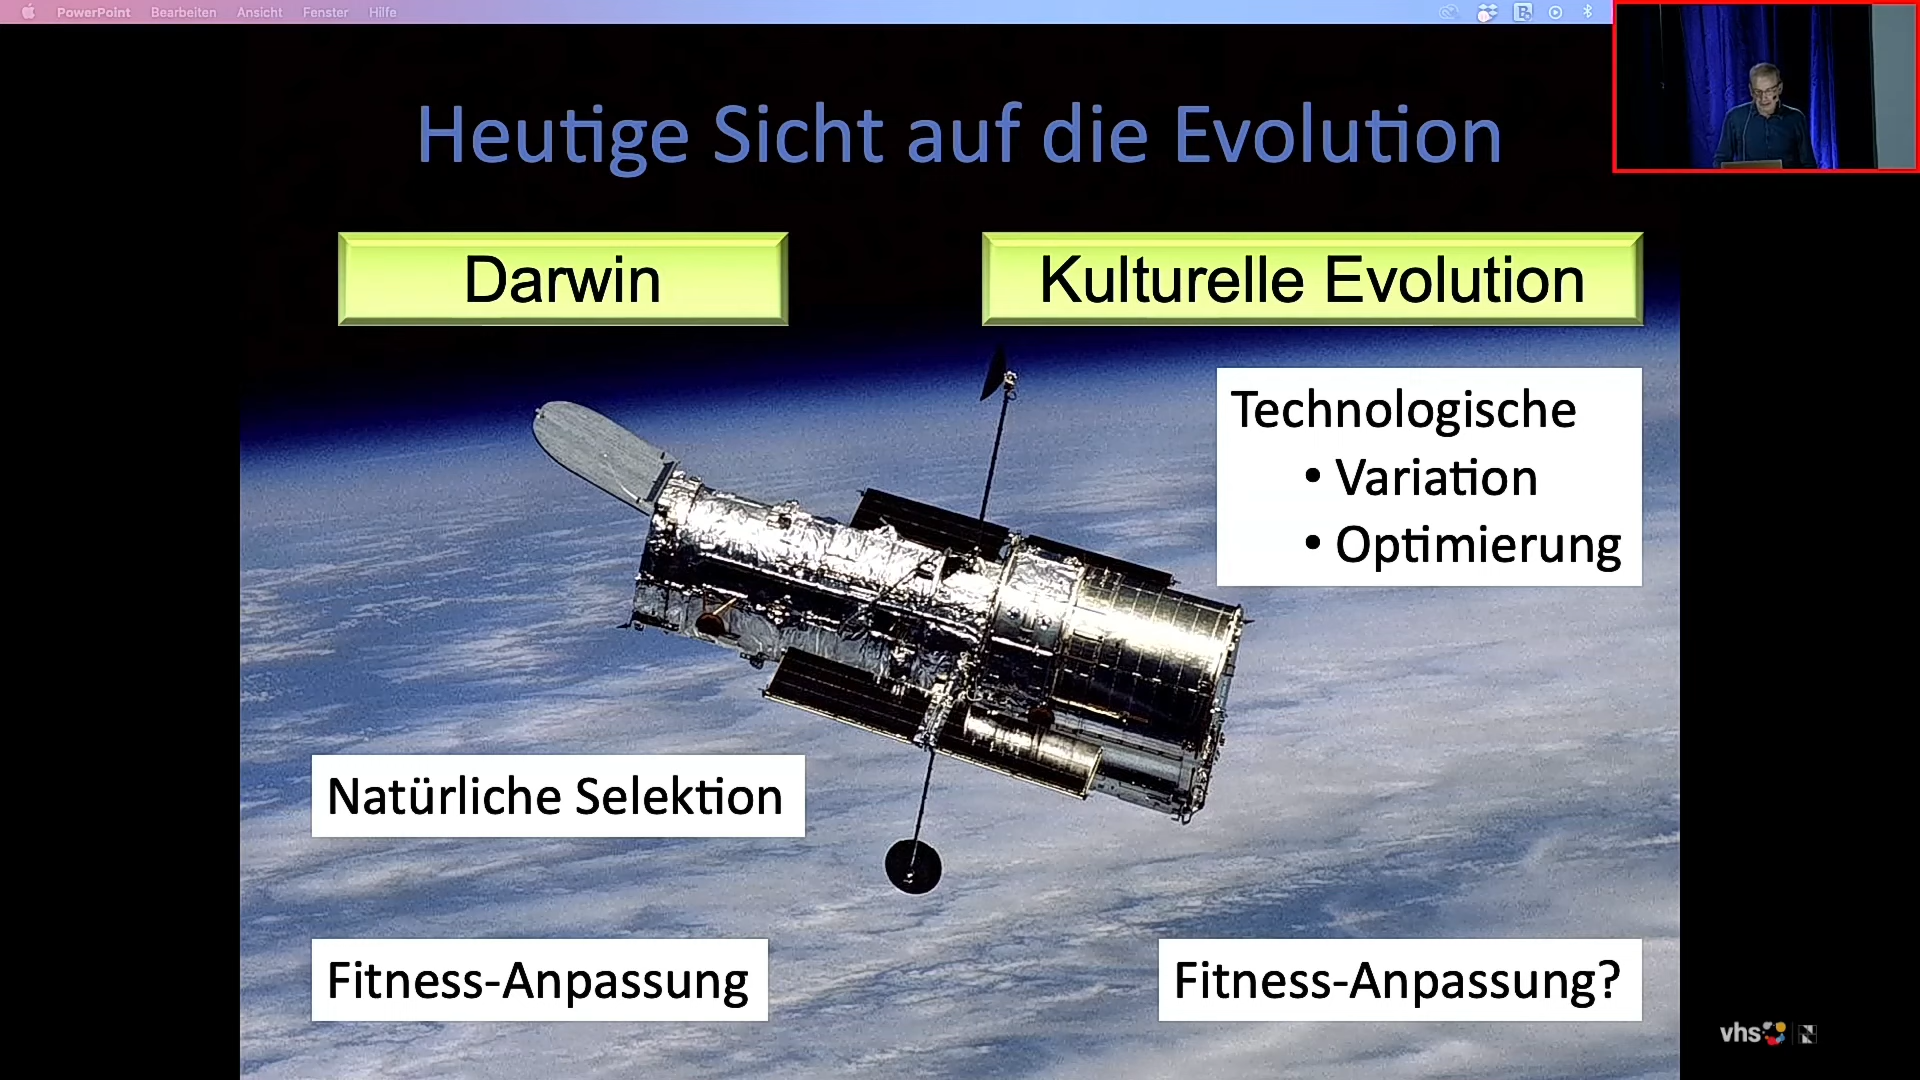 PowerPoint Bearbeiten Ansicht Fenster Hilfe
Heutige Sicht auf die Evolution
Darwin
Kulturelle Evolution
Technologische
• Variation
• Optimierung
Natürliche Selektion
Fitness-Anpassung
Fitness-Anpassung?
vhs